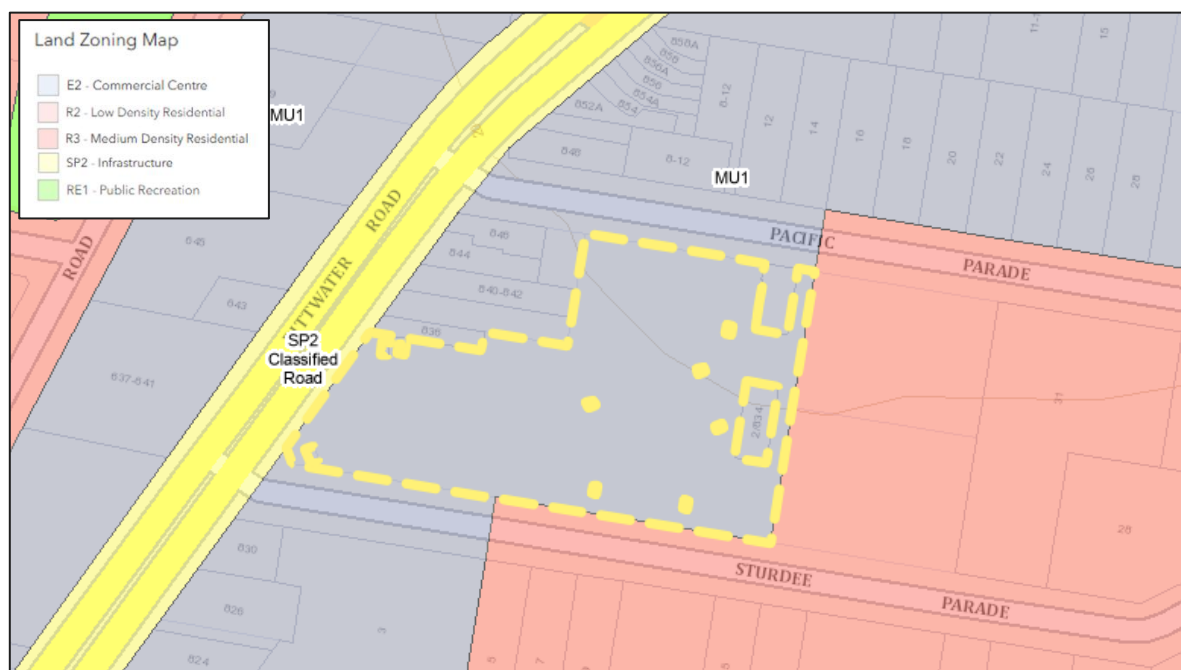 Land Zoning Map
E2 - Commercial Centre
R2 - Low Density Residential
R3 - Medium Density Residential
SP2 - Infrastructure
RE1 - Public Recreation
MU1
858A
856
856A
856
854A
854
852A
848
8-12
8-12
12
14
16
18
20
22
24
26
28
15
MU1
ROAD
ROAD
PITTWATER
SP2
Classified
Road
645
643
637-841
846
844
840-842
836
PACIFIC
PARADE
2/834
31
28
STURDEE
PARADE
830
826
824
3
5
7